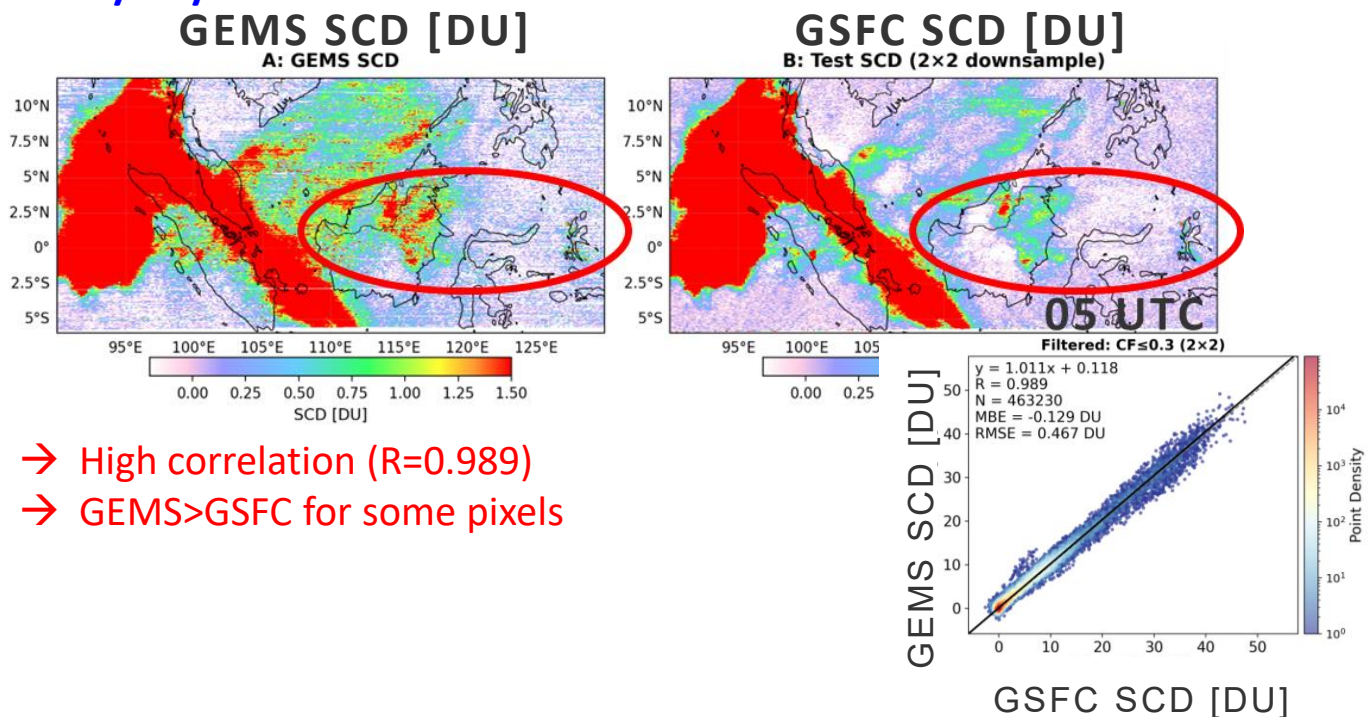 GEMS SCD [DU]
A: GEMS SCD
10°N
7.5°N
5°N
2.5°N
0°
2.5°S
5°S
95°E 100°E 105°E 110°E 115°E 120°E 125°E
0.00 0.25 0.50 0.75 1.00 1.25 1.50
SCD [DU]
GSFC SCD [DU]
B: Test SCD (2×2 downsample)
10°N
7.5°N
5°N
2.5°N
0°
2.5°S
5°S
05 UTC
95°E 100°E 105
0.00 0.25
→ High correlation (R=0.989)
→ GEMS>GSFC for some pixels
Filtered: CF≤0.3 (2×2)
y = 1.011x + 0.118
R = 0.989
N = 463230
MBE = -0.129 DU
RMSE = 0.467 DU
GEMS SCD [DU]
50
40
30
20
10
0
0 10 20 30 40 50
GSFC SCD [DU]
10⁴
10³
10²
10¹
10⁰
Point Density